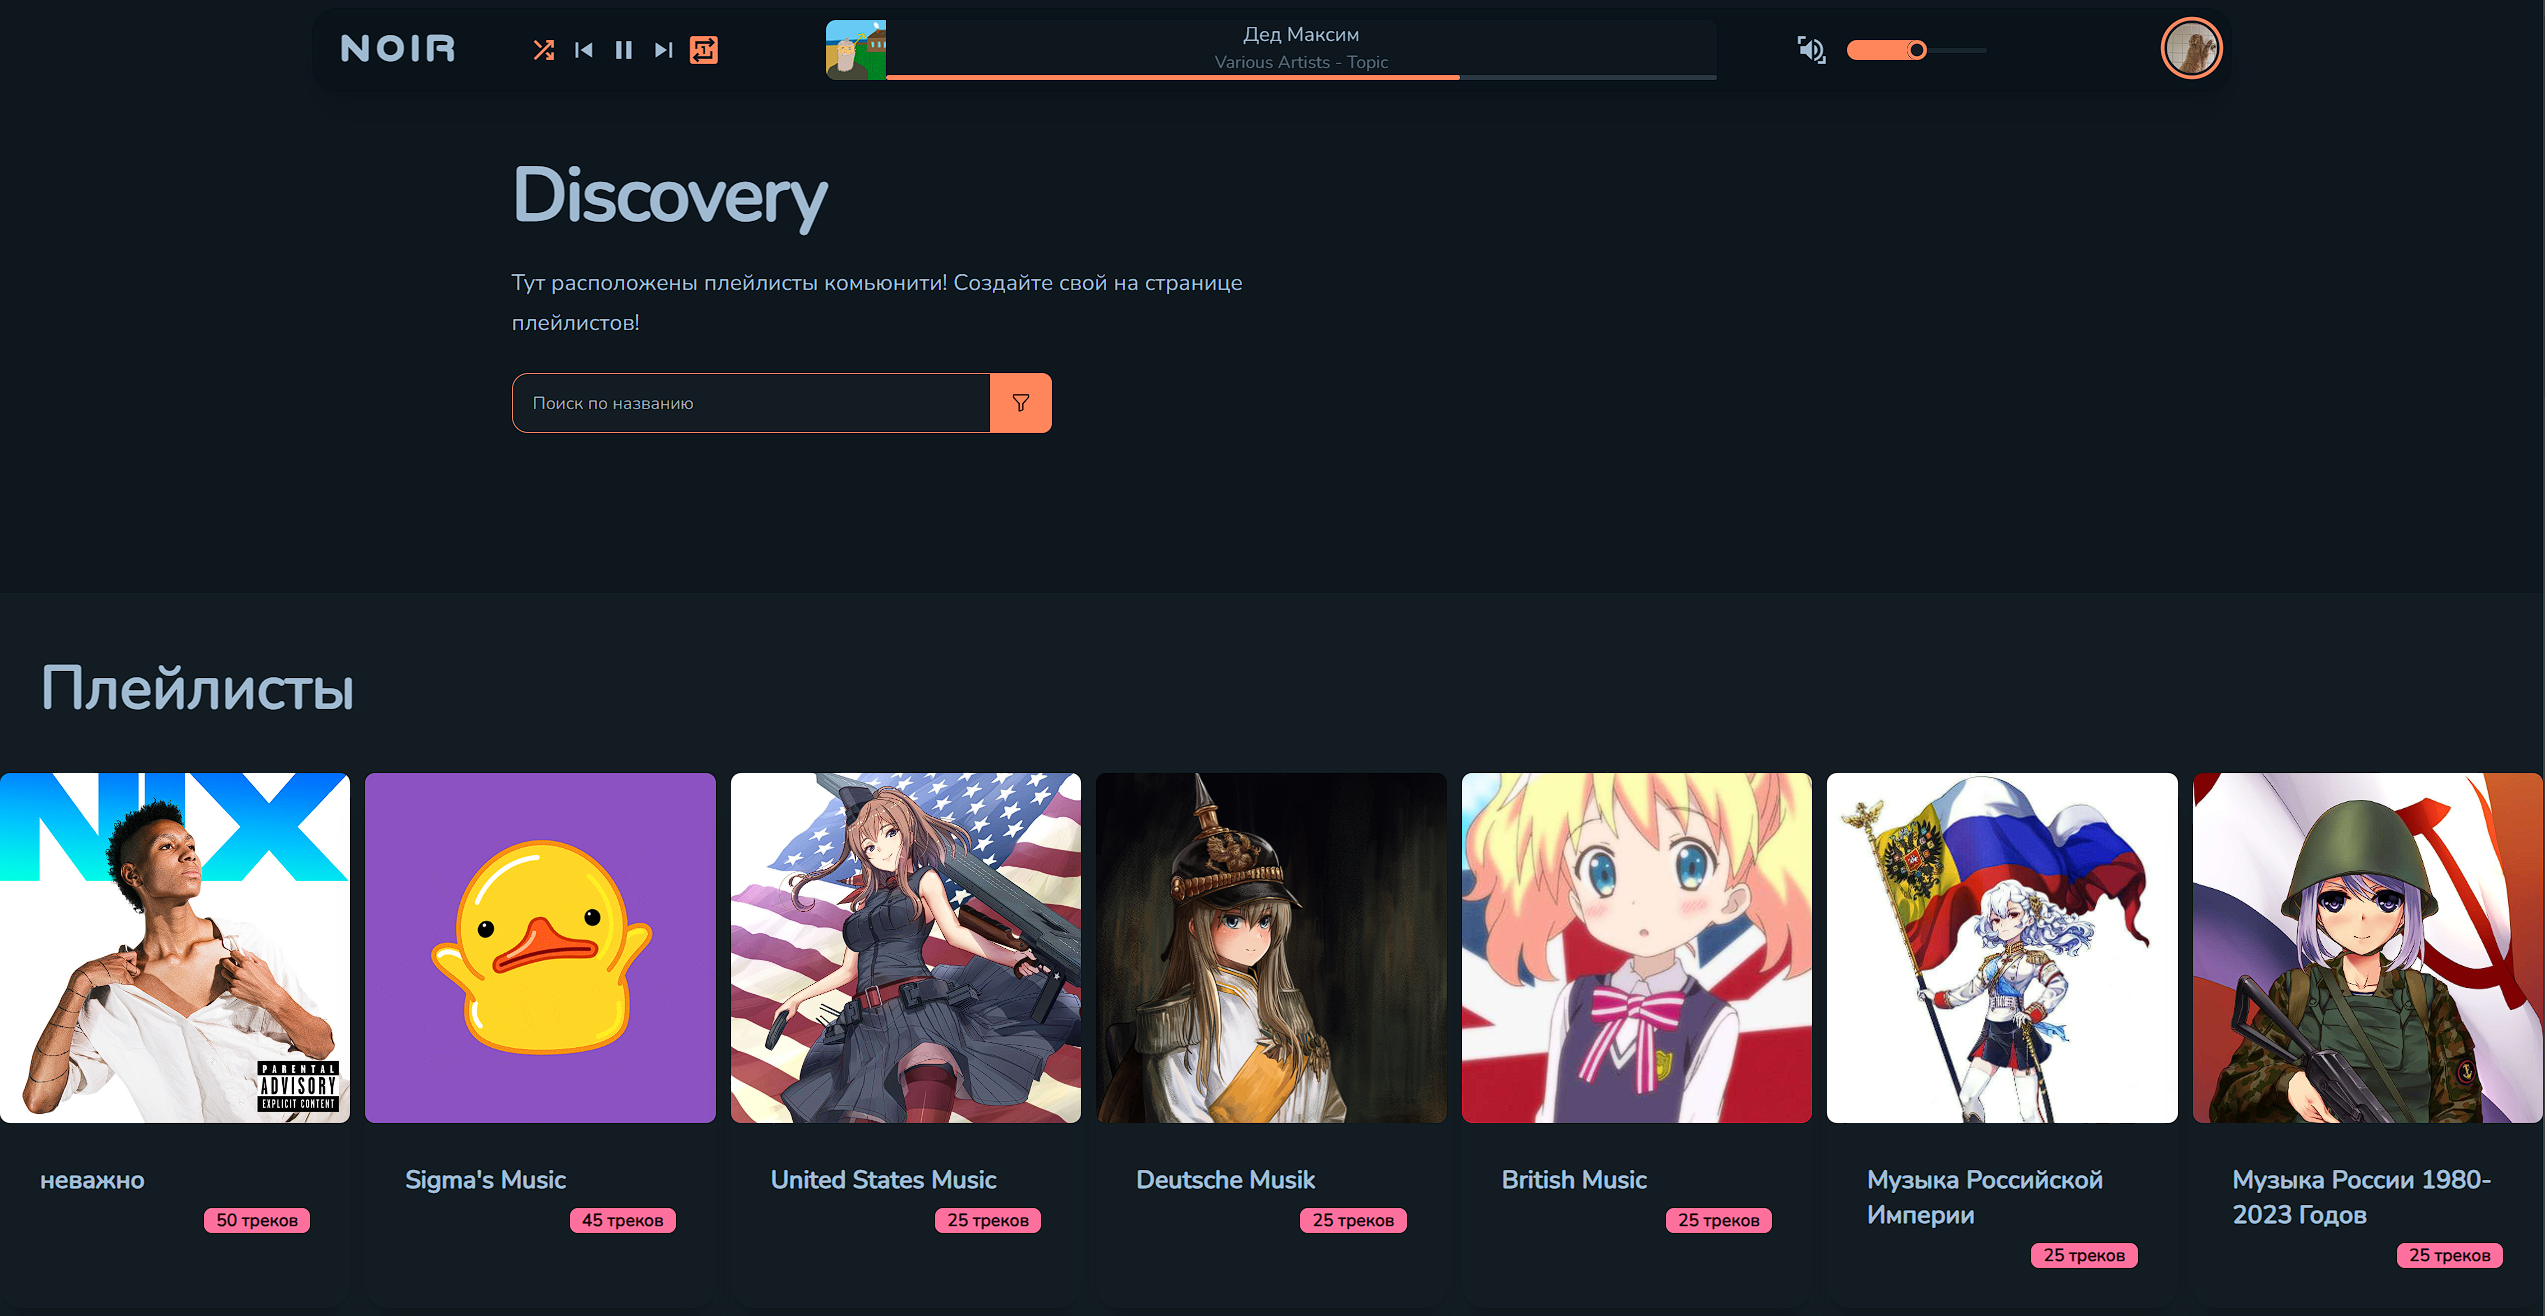 NOIR
Дед Максим
Various Artists - Topic
Discovery
Тут расположены плейлисты комьюнити! Создайте свой на странице
плейлистов!
Поиск по названию
Плейлисты
NIX
PARENTAL
ADVISORY
EXPLICIT CONTENT
неважно
50 треков
Sigma's Music
45 треков
United States Music
25 треков
Deutsche Musik
25 треков
British Music
25 треков
Музыка Российской
Империи
25 треков
Музыка России 1980-
2023 Годов
25 треков